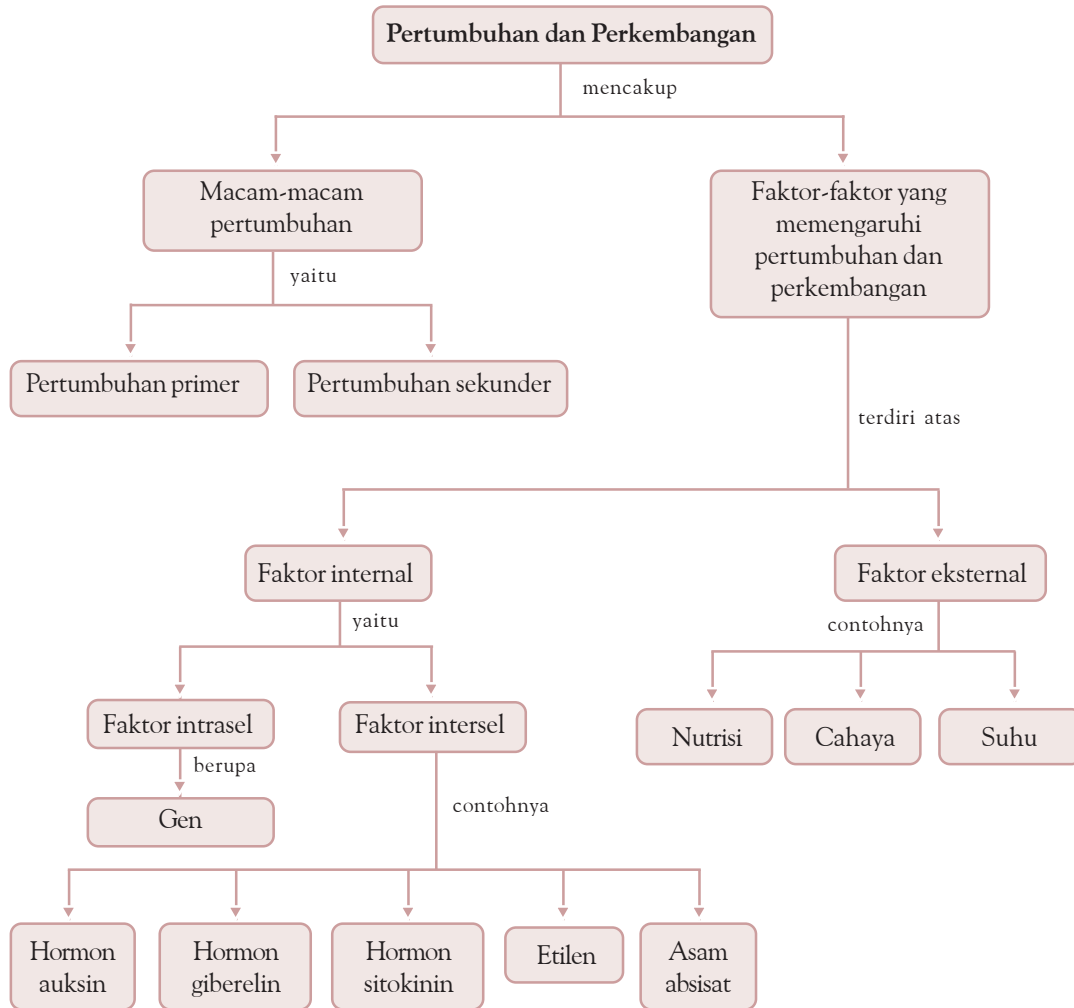 Pertumbuhan dan Perkembangan
mencakup
Macam-macam
pertumbuhan
Faktor-faktor yang
memengaruhi
pertumbuhan dan
perkembangan
yaitu
Pertumbuhan primer
Pertumbuhan sekunder
terdiri atas
Faktor internal
Faktor eksternal
yaitu
contohnya
Faktor intrasel
Faktor intersel
Nutrisi
Cahaya
Suhu
berupa
contohnya
Gen
Hormon
auksin
Hormon
giberelin
Hormon
sitokinin
Etilen
Asam
absisat